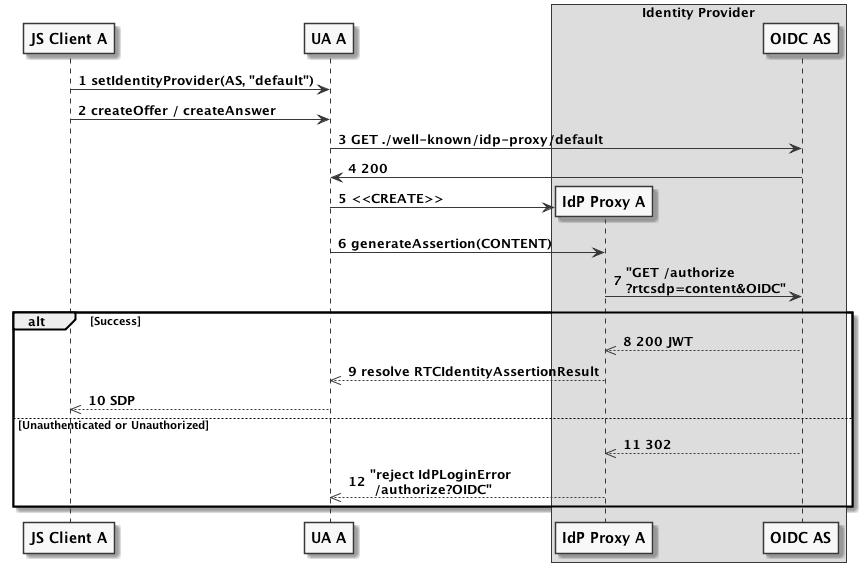 Identity Provider
JS Client A
UA A
OIDC AS
1 setIdentityProvider(AS, "default")
2 createOffer / createAnswer
3 GET ./well-known/idp-proxy/default
4 200
5 <<CREATE>>
IdP Proxy A
6 generateAssertion(CONTENT)
7 "GET /authorize
?rtcsdp=content&OIDC"
alt [Success]
8 200 JWT
9 resolve RTCIdentityAssertionResult
10 SDP
[Unauthenticated or Unauthorized]
11 302
12 "reject IdPLoginError
/authorize?OIDC"
JS Client A
UA A
IdP Proxy A
OIDC AS